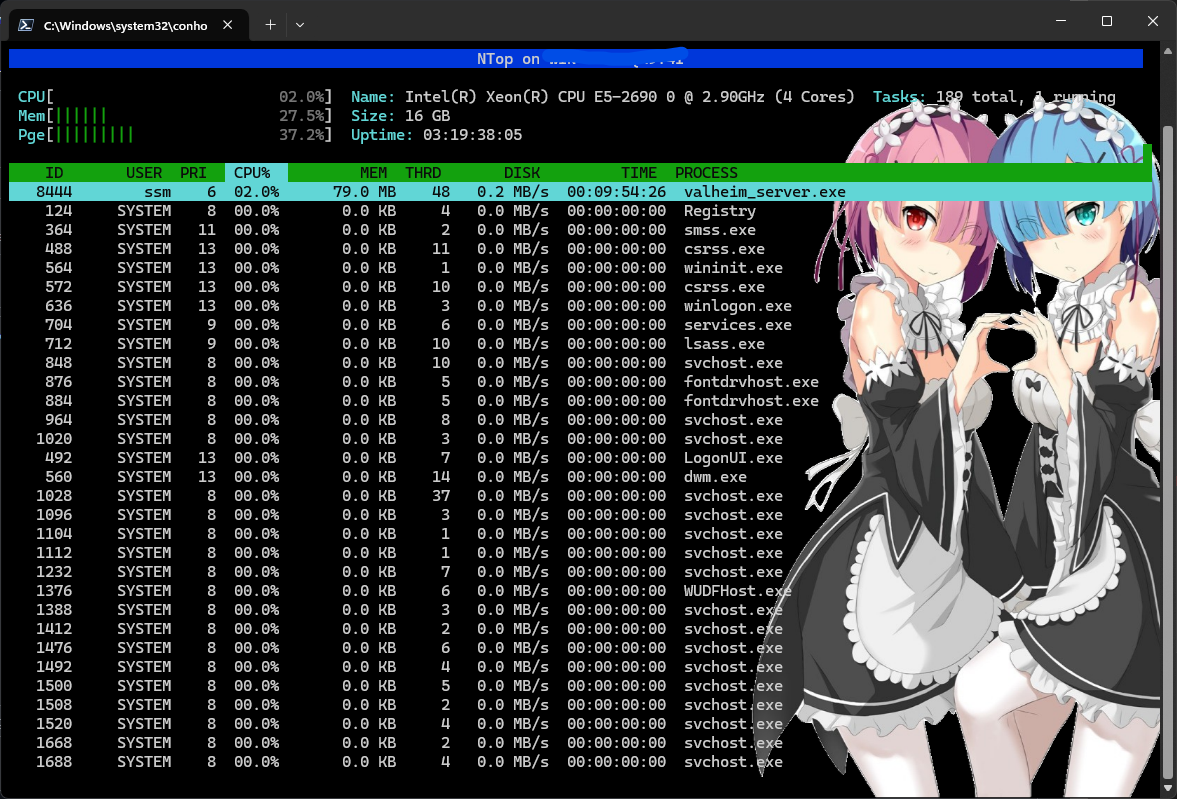 C:\Windows\system32\conho
NTop on
CPU[ 02.0%] Name: Intel(R) Xeon(R) CPU E5-2690 0 @ 2.90GHz (4 Cores) Tasks: 189 total, 1 running
Mem[|||||| 27.5%] Size: 16 GB
Pge[||||||||| 37.2%] Uptime: 03:19:38:05
ID USER PRI CPU% MEM THRD DISK TIME PROCESS
8444 ssm 6 02.0% 79.0 MB 48 0.2 MB/s 00:09:54:26 valheim_server.exe
124 SYSTEM 8 00.0% 0.0 KB 4 0.0 MB/s 00:00:00:00 Registry
364 SYSTEM 11 00.0% 0.0 KB 2 0.0 MB/s 00:00:00:00 smss.exe
488 SYSTEM 13 00.0% 0.0 KB 11 0.0 MB/s 00:00:00:00 csrss.exe
564 SYSTEM 13 00.0% 0.0 KB 1 0.0 MB/s 00:00:00:00 wininit.exe
572 SYSTEM 13 00.0% 0.0 KB 10 0.0 MB/s 00:00:00:00 csrss.exe
636 SYSTEM 13 00.0% 0.0 KB 3 0.0 MB/s 00:00:00:00 winlogon.exe
704 SYSTEM 9 00.0% 0.0 KB 6 0.0 MB/s 00:00:00:00 services.exe
712 SYSTEM 9 00.0% 0.0 KB 10 0.0 MB/s 00:00:00:00 lsass.exe
848 SYSTEM 8 00.0% 0.0 KB 10 0.0 MB/s 00:00:00:00 svchost.exe
876 SYSTEM 8 00.0% 0.0 KB 5 0.0 MB/s 00:00:00:00 fontdrvhost.exe
884 SYSTEM 8 00.0% 0.0 KB 5 0.0 MB/s 00:00:00:00 fontdrvhost.exe
964 SYSTEM 8 00.0% 0.0 KB 8 0.0 MB/s 00:00:00:00 svchost.exe
1020 SYSTEM 8 00.0% 0.0 KB 3 0.0 MB/s 00:00:00:00 svchost.exe
492 SYSTEM 13 00.0% 0.0 KB 7 0.0 MB/s 00:00:00:00 LogonUI.exe
560 SYSTEM 13 00.0% 0.0 KB 14 0.0 MB/s 00:00:00:00 dwm.exe
1028 SYSTEM 8 00.0% 0.0 KB 37 0.0 MB/s 00:00:00:00 svchost.exe
1096 SYSTEM 8 00.0% 0.0 KB 3 0.0 MB/s 00:00:00:00 svchost.exe
1104 SYSTEM 8 00.0% 0.0 KB 1 0.0 MB/s 00:00:00:00 svchost.exe
1112 SYSTEM 8 00.0% 0.0 KB 1 0.0 MB/s 00:00:00:00 svchost.exe
1232 SYSTEM 8 00.0% 0.0 KB 7 0.0 MB/s 00:00:00:00 svchost.exe
1376 SYSTEM 8 00.0% 0.0 KB 6 0.0 MB/s 00:00:00:00 WUDFHost.exe
1388 SYSTEM 8 00.0% 0.0 KB 3 0.0 MB/s 00:00:00:00 svchost.exe
1412 SYSTEM 8 00.0% 0.0 KB 2 0.0 MB/s 00:00:00:00 svchost.exe
1476 SYSTEM 8 00.0% 0.0 KB 6 0.0 MB/s 00:00:00:00 svchost.exe
1492 SYSTEM 8 00.0% 0.0 KB 4 0.0 MB/s 00:00:00:00 svchost.exe
1500 SYSTEM 8 00.0% 0.0 KB 5 0.0 MB/s 00:00:00:00 svchost.exe
1508 SYSTEM 8 00.0% 0.0 KB 2 0.0 MB/s 00:00:00:00 svchost.exe
1520 SYSTEM 8 00.0% 0.0 KB 4 0.0 MB/s 00:00:00:00 svchost.exe
1668 SYSTEM 8 00.0% 0.0 KB 2 0.0 MB/s 00:00:00:00 svchost.exe
1688 SYSTEM 8 00.0% 0.0 KB 4 0.0 MB/s 00:00:00:00 svchost.exe